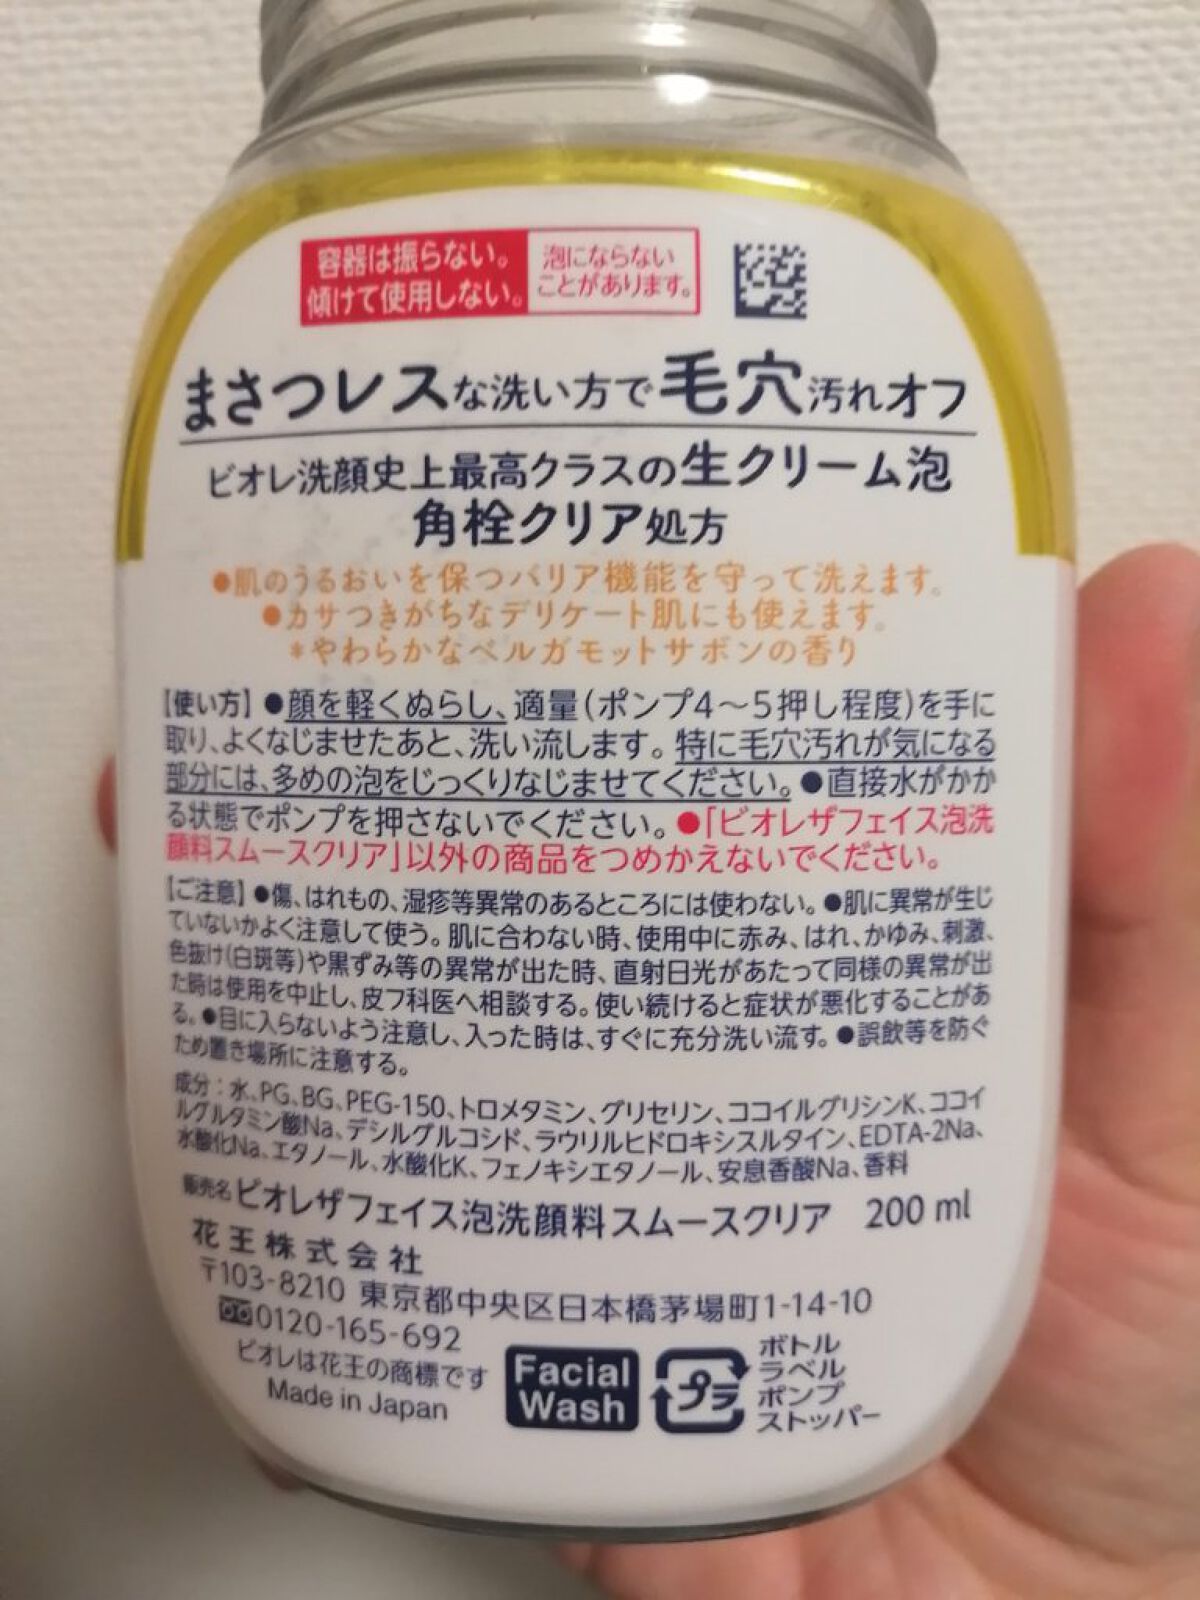 容器は振らない。
傾けて使用しない。
泡にならない
ことがあります。
まさつレスな洗い方で毛穴汚れオフ
ビオレ洗顔史上最高クラスの生クリーム泡
角栓クリア処方
●肌のうるおいを保つバリア機能を守って洗えます。
●カサつきがちなデリケート肌にも使えます。
*やわらかなベルガモットサボンの香り
【使い方】●顔を軽くぬらし、適量(ポンプ4～5押し程度)を手に
取り、よくなじませたあと、洗い流します。特に毛穴汚れが気になる
部分には、多めの泡をじっくりなじませてください。●直接水がかか
る状態でポンプを押さないでください。●「ビオレザフェイス泡洗
顔料スムースクリア」以外の商品をつめかえないでください。
【ご注意】●傷、はれもの、湿疹等異常のあるところには使わない。●肌に異常が生じ
ていないかよく注意して使う。肌に合わない時、使用中に赤み、はれ、かゆみ、刺激、
色抜け(白斑等)や黒ずみ等の異常が出た時、直射日光があたって同様の異常が出
た時は使用を中止し、皮フ科医へ相談する。使い続けると症状が悪化することがあ
る。●目に入らないよう注意し、入った時は、すぐに充分洗い流す。●誤飲等を防ぐ
ため置き場所に注意する。
成分：水、PG、BG、PEG-150、トロメタミン、グリセリン、ココイルグリシンK、ココイ
ルグルタミン酸Na、デシルグルコシド、ラウリルヒドロキシスルタイン、EDTA-2Na、
水酸化Na、エタノール、水酸化K、フェノキシエタノール、安息香酸Na、香料
販売名 ビオレザフェイス泡洗顔料スムースクリア 200 ml
花王株式会社
〒103-8210 東京都中央区日本橋茅場町1-14-10
0120-165-692
ビオレは花王の商標です
Made in Japan
Facial
Wash
プラ
ボトル
ラベル
ポンプ
ストッパー